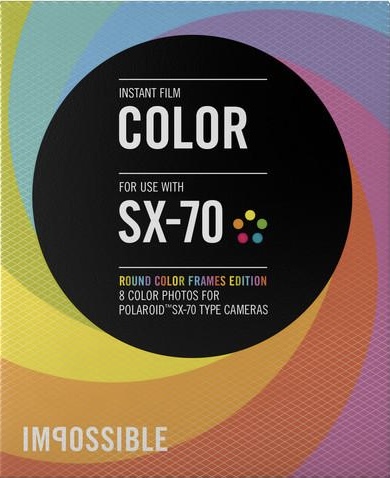 INSTANT FILM
COLOR
FOR USE WITH
SX-70
ROUND COLOR FRAMES EDITION
8 COLOR PHOTOS FOR
POLAROID™SX-70 TYPE CAMERAS
IMPOSSIBLE